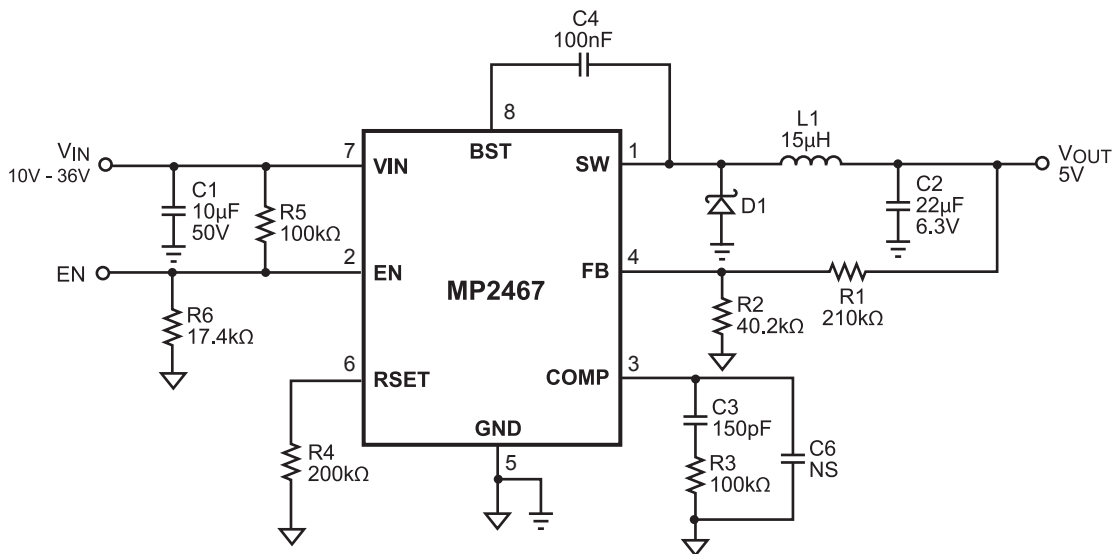 C4
100nF
8
VIN
10V - 36V
7
VIN
BST
SW
1
L1
15µH
VOUT
5V
C1
10µF
50V
R5
100kΩ
D1
C2
22µF
6.3V
EN
2
EN
MP2467
FB
4
R6
17.4kΩ
R2
40.2kΩ
R1
210kΩ
6
RSET
COMP
3
GND
5
R4
200kΩ
C3
150pF
R3
100kΩ
C6
NS